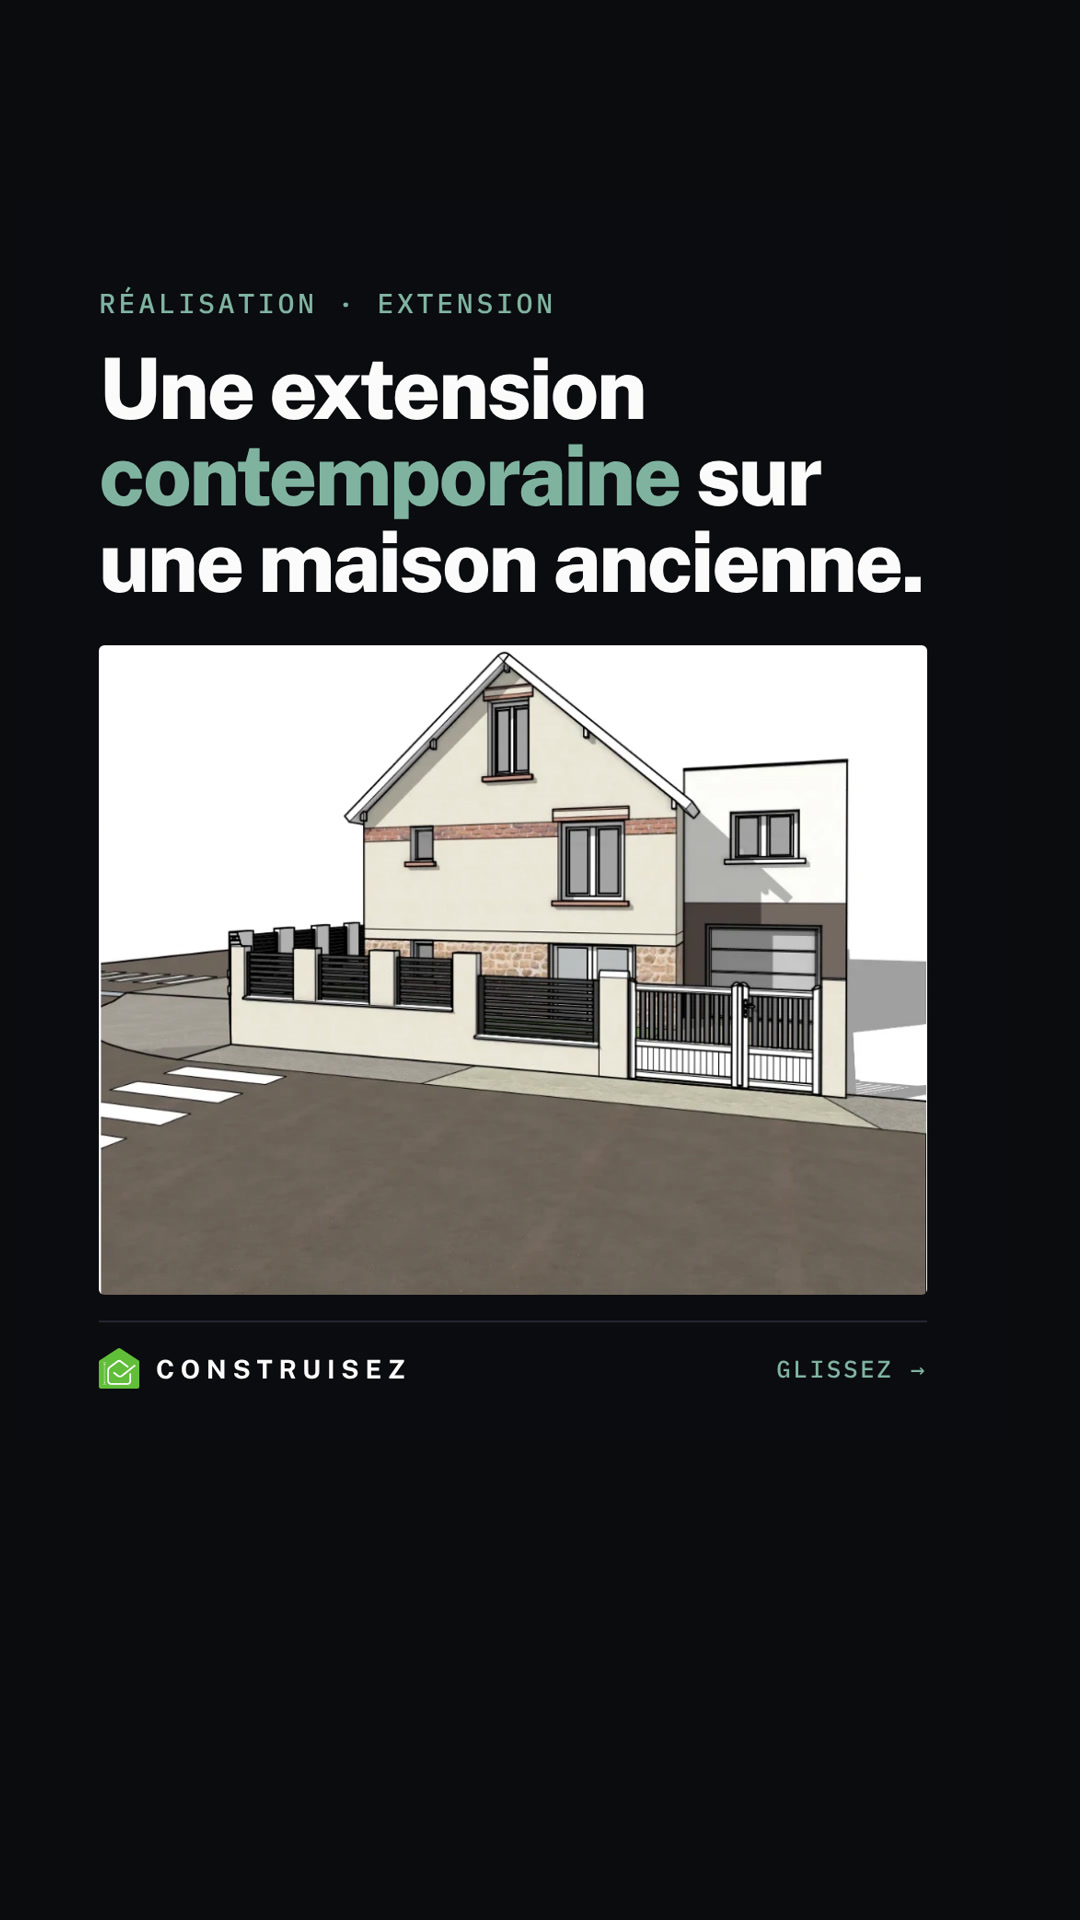 RÉALISATION · EXTENSION
Une extension
contemporaine sur
une maison ancienne.
CONSTRUISEZ
GLISSEZ →